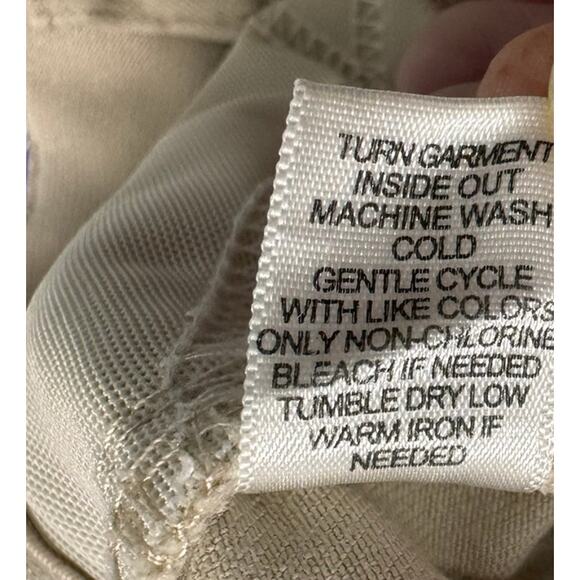 TURN GARMENT
INSIDE OUT
MACHINE WASH
COLD
GENTLE CYCLE
WITH LIKE COLORS
ONLY NON-CHLORINE
BLEACH IF NEEDED
TUMBLE DRY LOW
WARM IRON IF
NEEDED